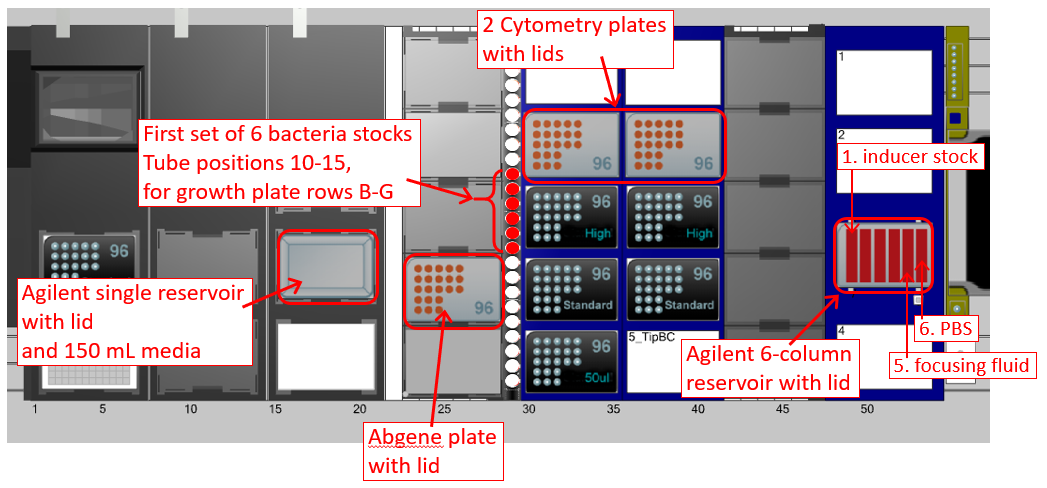 2 Cytometry plates
with lids
1
First set of 6 bacteria stocks
Tube positions 10-15,
for growth plate rows B-G
96
96
2
1. inducer stock
96
High
96
High
96
Agilent single reservoir
with lid
and 150 mL media
96
96
Standard
96
Standard
96
50ul
5_TipBC
Agilent 6-column
reservoir with lid
4
6. PBS
5. focusing fluid
1
5
10
15
20
25
30
35
40
45
50
Abgene plate
with lid